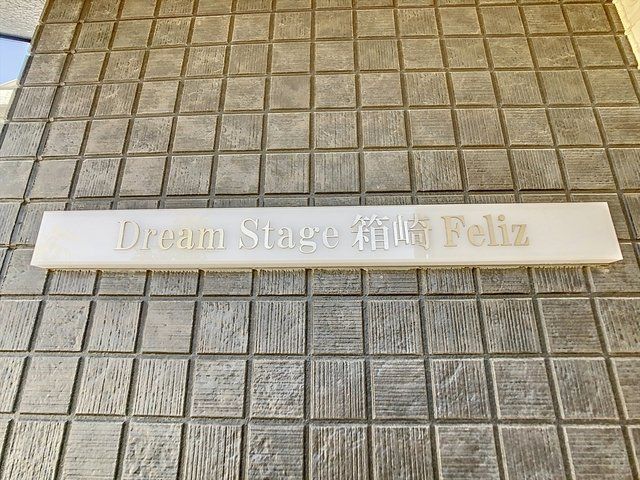 Dream Stage 箱崎 Feliz